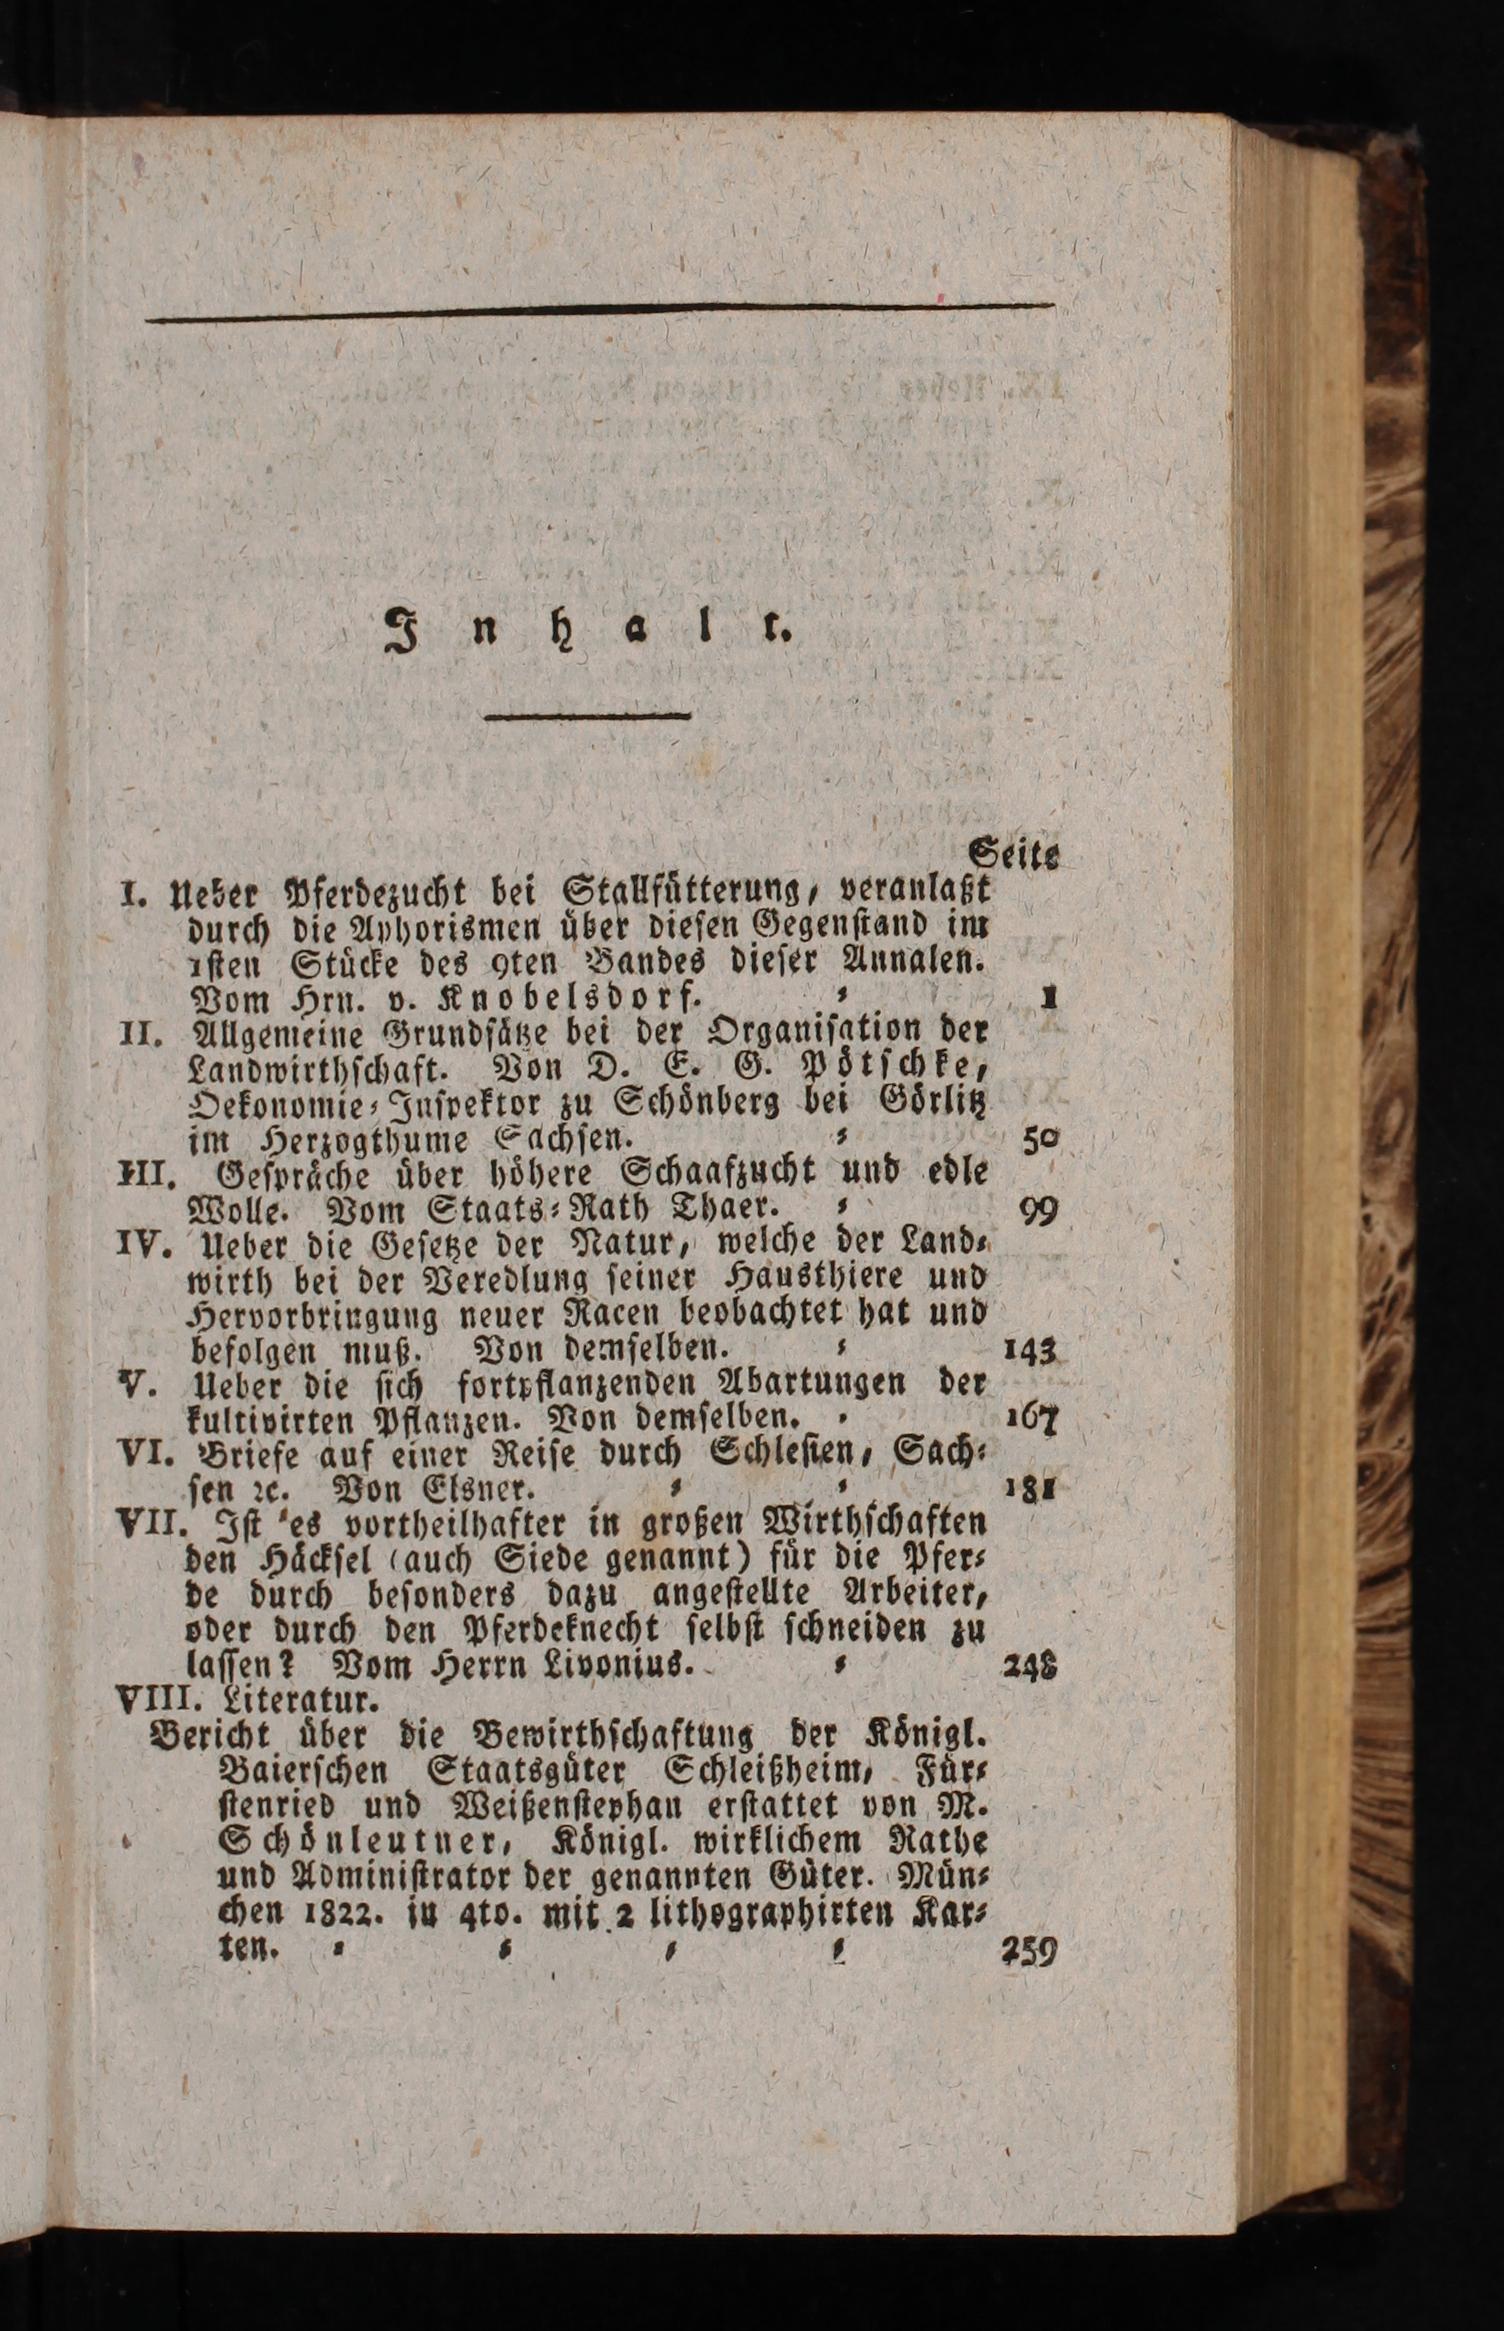 Inhalt.
Seite
I. Ueber Pferdezucht bei Stallfütterung, veranlaßt
durch die Aphorismen über diesen Gegenstand im
1sten Stücke des 9ten Bandes dieser Annalen.
Vom Hrn. v. Knobelsdorf. ⸗ 1
II. Allgemeine Grundsätze bei der Organisation der
Landwirthschaft. Von D. E. G. Pötschke,
Oekonomie⸗Inspektor zu Schönberg bei Görlitz
im Herzogthume Sachsen. ⸗ 50
III. Gespräche über höhere Schaafzucht und edle
Wolle. Vom Staats⸗Rath Thaer. ⸗ 99
IV. Ueber die Gesetze der Natur, welche der Land⸗
wirth bei der Veredlung seiner Hausthiere und
Hervorbringung neuer Racen beobachtet hat und
befolgen muß. Von demselben. ⸗ 143
V. Ueber die sich fortpflanzenden Abartungen der
kultivirten Pflanzen. Von demselben. ⸗ 167
VI. Briefe auf einer Reise durch Schlesien, Sach⸗
sen ꝛc. Von Elsner. ⸗ ⸗ 181
VII. Ist es vortheilhafter in großen Wirthschaften
den Häcksel (auch Siede genannt) für die Pfer⸗
de durch besonders dazu angestellte Arbeiter,
oder durch den Pferdeknecht selbst schneiden zu
lassen? Vom Herrn Livonius. ⸗ 248
VIII. Literatur.
Bericht über die Bewirthschaftung der Königl.
Baierschen Staatsgüter Schleißheim, Für⸗
stenried und Weißenstephan erstattet von M.
Schönleutner, Königl. wirklichem Rathe
und Administrator der genannten Güter. Mün⸗
chen 1822. in 4to. mit 2 lithographirten Kar⸗
ten. ⸗ ⸗ ⸗ ⸗ 259